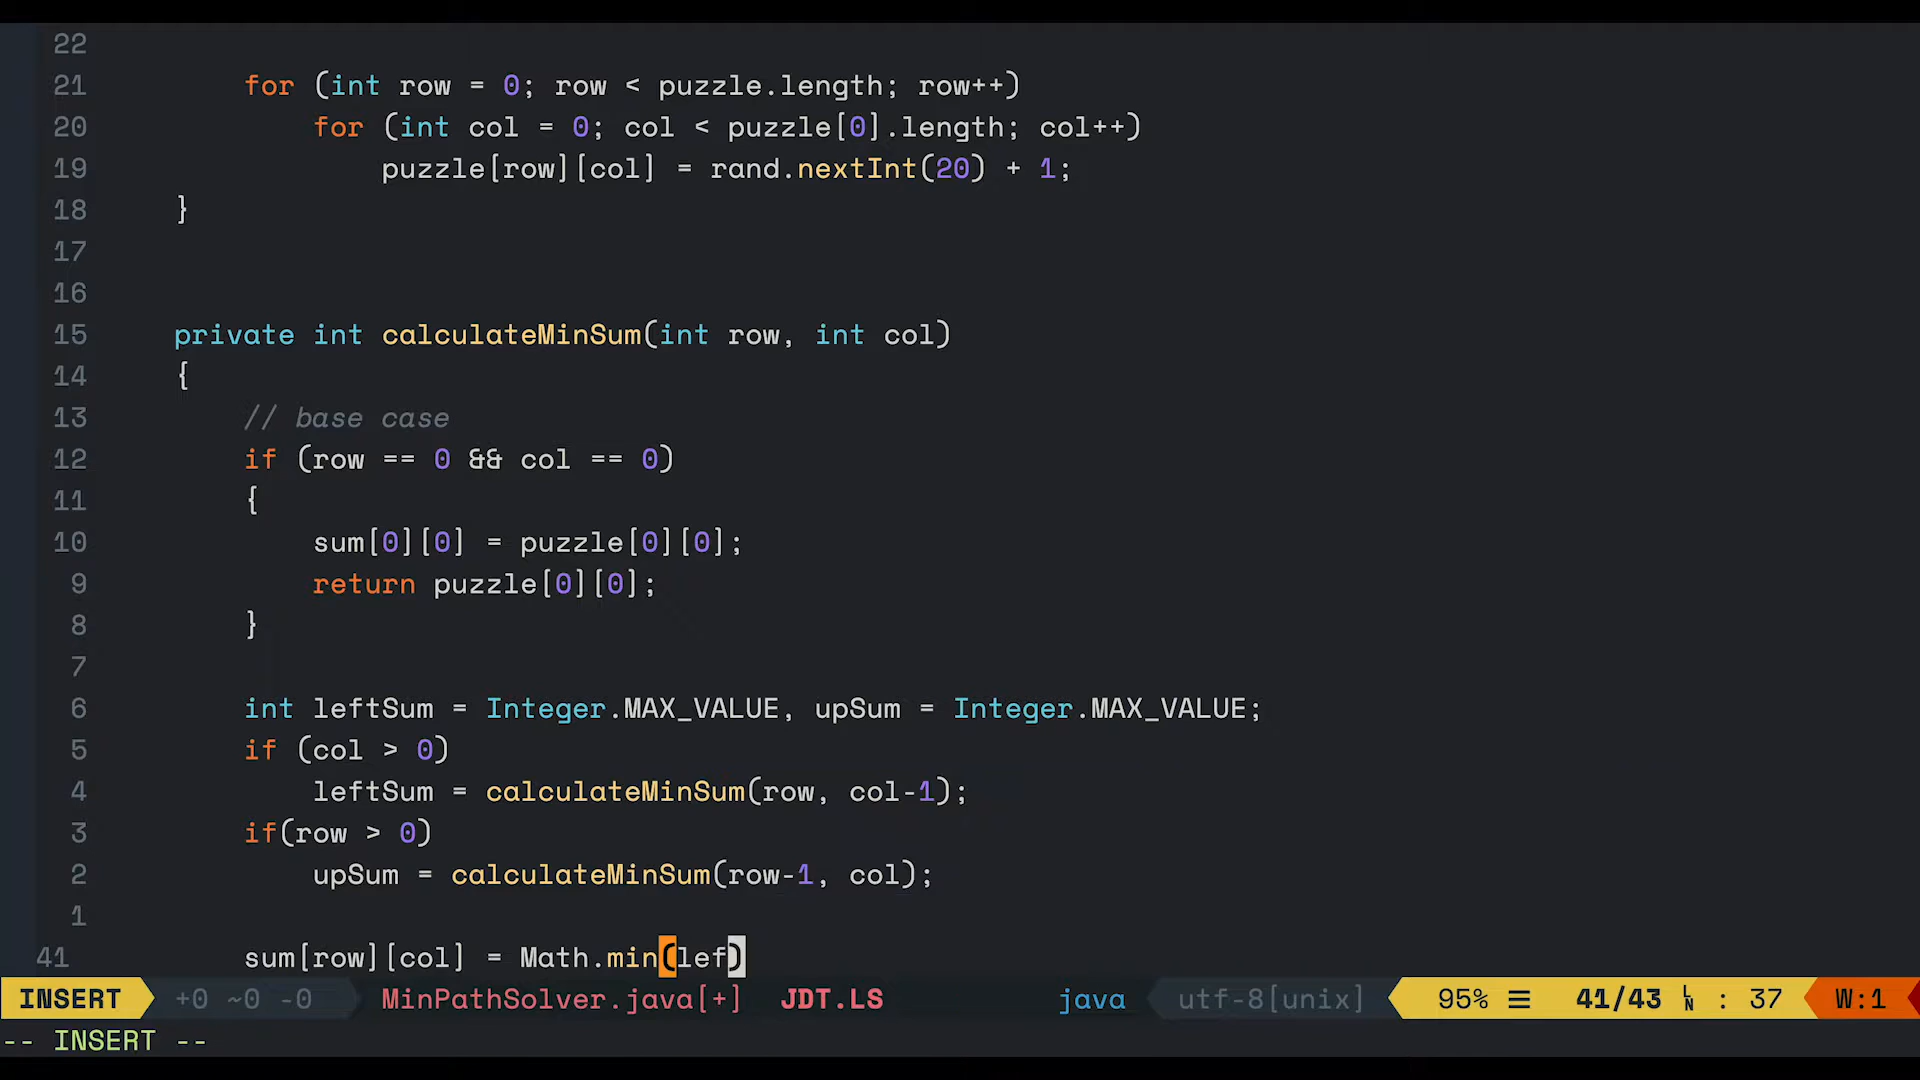 22
21 for (int row = 0; row < puzzle.length; row++)
20 for (int col = 0; col < puzzle[0].length; col++)
19 puzzle[row][col] = rand.nextInt(20) + 1;
18 }
17
16
15 private int calculateMinSum(int row, int col)
14 {
13 // base case
12 if (row == 0 && col == 0)
11 {
10 sum[0][0] = puzzle[0][0];
9 return puzzle[0][0];
8 }
7
6 int leftSum = Integer.MAX_VALUE, upSum = Integer.MAX_VALUE;
5 if (col > 0)
4 leftSum = calculateMinSum(row, col-1);
3 if(row > 0)
2 upSum = calculateMinSum(row-1, col);
1
41 sum[row][col] = Math.min(lef)
INSERT +0 ~0 -0 MinPathSolver.java[+] JDT.LS java utf-8[unix] 95% ☰ 41/43 ㏑ : 37 W:1
-- INSERT --